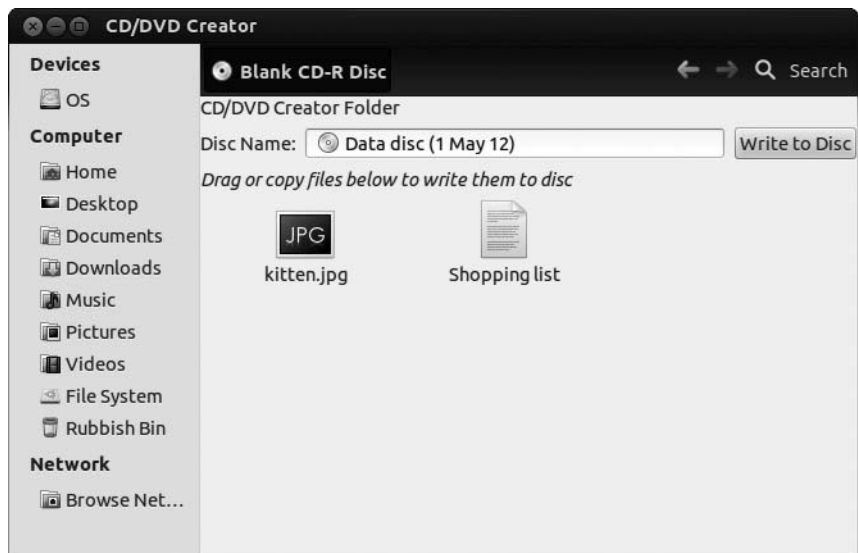 CD/DVD Creator
Devices
OS
Computer
Home
Desktop
Documents
Downloads
Music
Pictures
Videos
File System
Rubbish Bin
Network
Browse Net...
Blank CD-R Disc
Search
CD/DVD Creator Folder
Disc Name: Data disc (1 May 12) Write to Disc
Drag or copy files below to write them to disc
JPG
kitten.jpg Shopping list